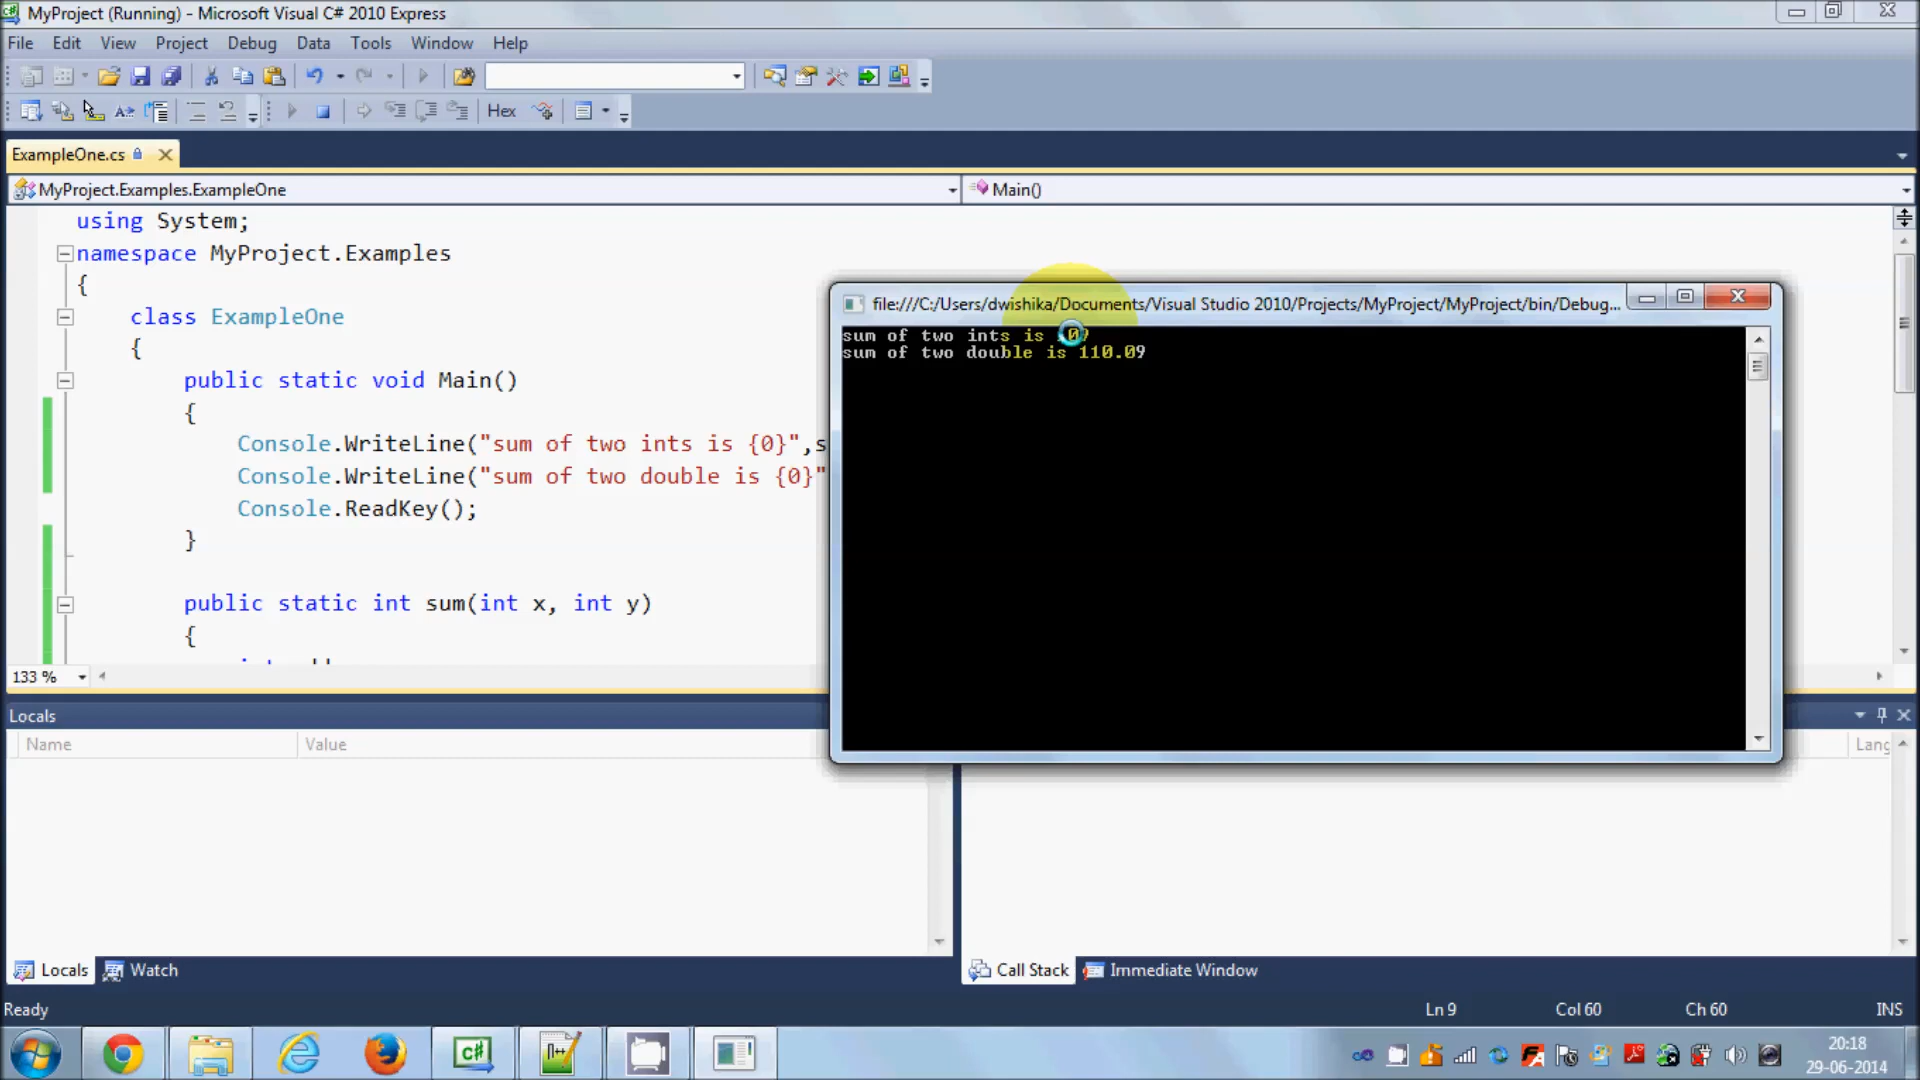 MyProject (Running) - Microsoft Visual C# 2010 Express
File Edit View Project Debug Data Tools Window Help
Hex
ExampleOne.cs
MyProject.Examples.ExampleOne
Main()
using System;
namespace MyProject.Examples
{
class ExampleOne
{
public static void Main()
{
Console.WriteLine("sum of two ints is {0}",s
Console.WriteLine("sum of two double is {0}"
Console.ReadKey();
}
public static int sum(int x, int y)
{
133 %
file:///C:/Users/dwishika/Documents/Visual Studio 2010/Projects/MyProject/MyProject/bin/Debug...
sum of two ints is
sum of two double is 110.09
Locals
Name Value
Lang
Locals Watch
Call Stack Immediate Window
Ready
Ln 9 Col 60 Ch 60 INS
20:18
29-06-2014